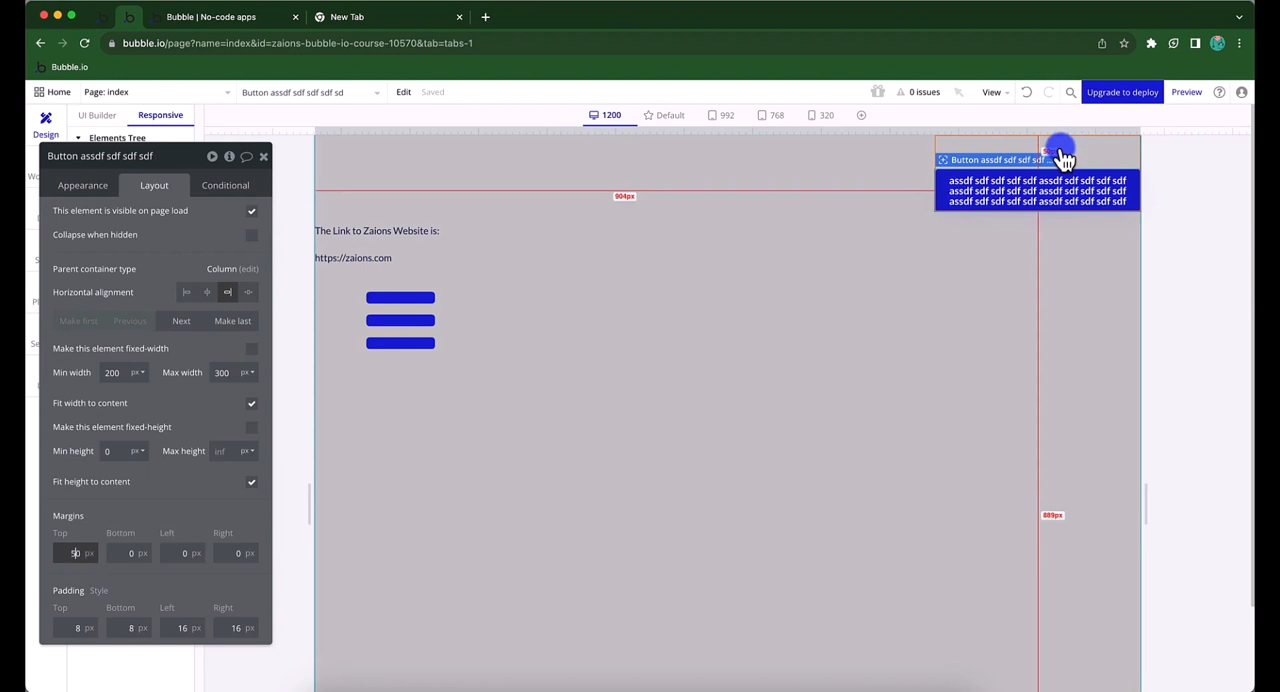 Bubble | No-code apps
New Tab
bubble.io/page?name=index&id=zaions-bubble-io-course-10570&tab=tabs-1
Bubble.io
Home
Page: index
Button assdf sdf sdf sdf sd
Edit
Saved
0 issues
View
Upgrade to deploy
Preview
Design
UI Builder
Responsive
1200
Default
992
768
320
Elements Tree
Button assdf sdf sdf sdf
Appearance
Layout
Conditional
This element is visible on page load
Collapse when hidden
Parent container type
Column (edit)
Horizontal alignment
Make first
Previous
Next
Make last
Make this element fixed-width
Min width
200 px
Max width
300 px
Fit width to content
Make this element fixed-height
Min height
0 px
Max height
inf px
Fit height to content
Margins
Top
Bottom
Left
Right
50 px
0 px
0 px
0 px
Padding
Style
Top
Bottom
Left
Right
8 px
8 px
16 px
16 px
Button assdf sdf sdf sdf ...
assdf sdf sdf sdf sdf assdf sdf sdf sdf sdf
assdf sdf sdf sdf sdf assdf sdf sdf sdf sdf
assdf sdf sdf sdf sdf assdf sdf sdf sdf sdf
904px
The Link to Zaions Website is:
https://zaions.com
889px